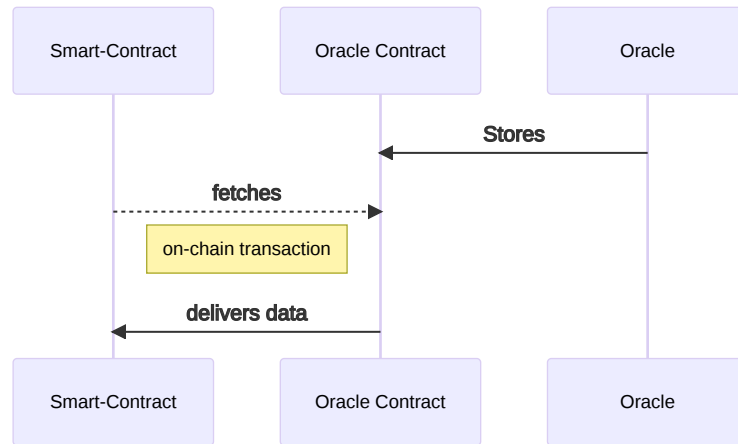 Smart-Contract
Oracle Contract
Oracle
Stores
fetches
on-chain transaction
delivers data
Smart-Contract
Oracle Contract
Oracle